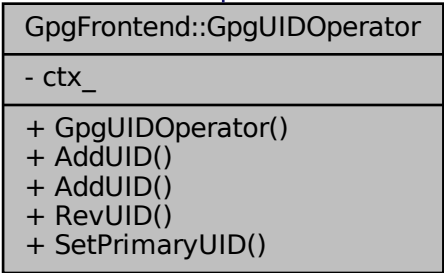 GpgFrontend::GpgUIDOperator
- ctx_
+ GpgUIDOperator()
+ AddUID()
+ AddUID()
+ RevUID()
+ SetPrimaryUID()